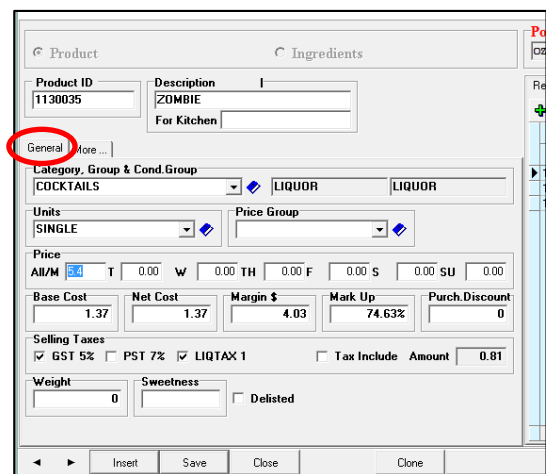 Po
Product
Ingredients
OZ
Product ID
Description
Re
1130035
ZOMBIE
For Kitchen
General
More ...
Category, Group & Cond.Group
COCKTAILS
LIQUOR
LIQUOR
Units
Price Group
SINGLE
Price
All/M 5.4 T 0.00 W 0.00 TH 0.00 F 0.00 S 0.00 SU 0.00
Base Cost
Net Cost
Margin $
Mark Up
Purch.Discount
1.37
1.37
4.03
74.63%
0
Selling Taxes
GST 5% PST 7% LIQTAX 1 Tax Include Amount 0.81
Weight
Sweetness
0
Delisted
Insert
Save
Close
Clone